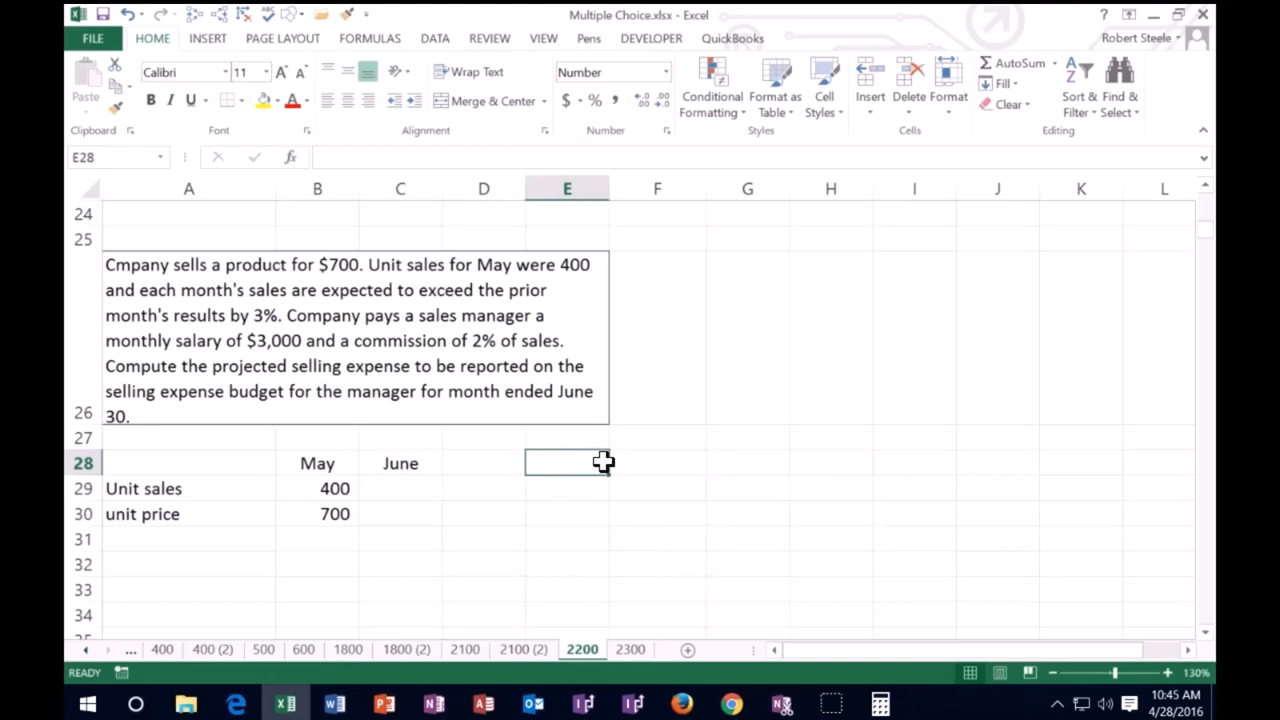 Multiple Choice.xlsx - Excel
FILE HOME INSERT PAGE LAYOUT FORMULAS DATA REVIEW VIEW Pens DEVELOPER QuickBooks Robert Steele
Calibri 11 Wrap Text Number AutoSum
Paste B I U Merge & Center $ % Conditional Formatting Format as Table Cell Styles Insert Delete Format Fill Clear Sort & Filter Find & Select
Clipboard Font Alignment Number Styles Cells Editing
E28 fx
A B C D E F G H I J K L
24
25
Cmpany sells a product for $700. Unit sales for May were 400
and each month's sales are expected to exceed the prior
month's results by 3%. Company pays a sales manager a
monthly salary of $3,000 and a commission of 2% of sales.
Compute the projected selling expense to be reported on the
selling expense budget for the manager for month ended June
26 30.
27
28 May June
29 Unit sales 400
30 unit price 700
31
32
33
34
... 400 400 (2) 500 600 1800 1800 (2) 2100 2100 (2) 2200 2300
READY 130%
10:45 AM
4/28/2016